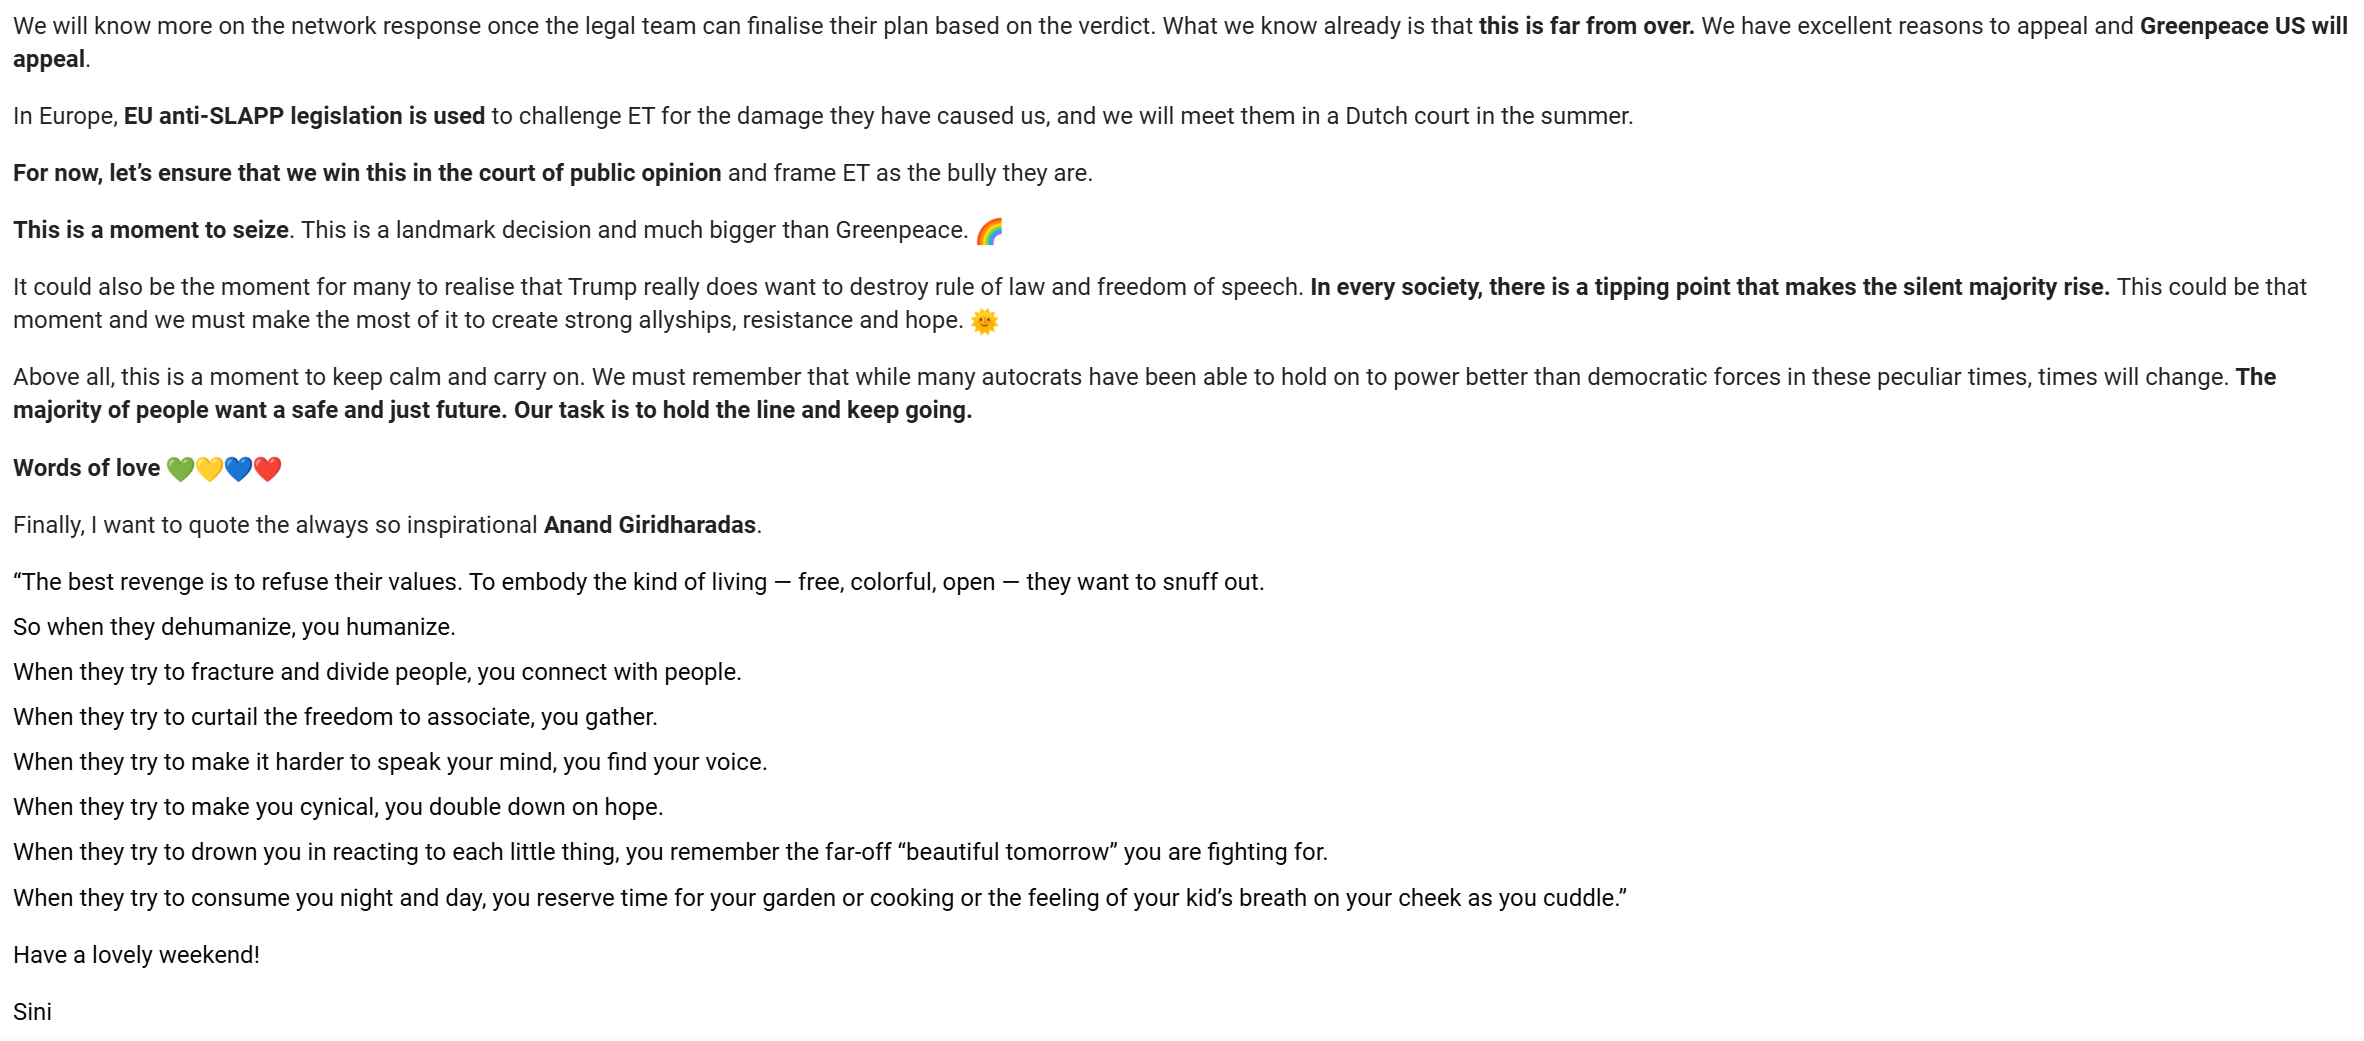 We will know more on the network response once the legal team can finalise their plan based on the verdict. What we know already is that this is far from over. We have excellent reasons to appeal and Greenpeace US will
appeal.
In Europe, EU anti-SLAPP legislation is used to challenge ET for the damage they have caused us, and we will meet them in a Dutch court in the summer.
For now, let’s ensure that we win this in the court of public opinion and frame ET as the bully they are.
This is a moment to seize. This is a landmark decision and much bigger than Greenpeace. 🌈
It could also be the moment for many to realise that Trump really does want to destroy rule of law and freedom of speech. In every society, there is a tipping point that makes the silent majority rise. This could be that
moment and we must make the most of it to create strong allyships, resistance and hope. 🌞
Above all, this is a moment to keep calm and carry on. We must remember that while many autocrats have been able to hold on to power better than democratic forces in these peculiar times, times will change. The
majority of people want a safe and just future. Our task is to hold the line and keep going.
Words of love 💚💛💙❤️
Finally, I want to quote the always so inspirational Anand Giridharadas.
“The best revenge is to refuse their values. To embody the kind of living — free, colorful, open — they want to snuff out.
So when they dehumanize, you humanize.
When they try to fracture and divide people, you connect with people.
When they try to curtail the freedom to associate, you gather.
When they try to make it harder to speak your mind, you find your voice.
When they try to make you cynical, you double down on hope.
When they try to drown you in reacting to each little thing, you remember the far-off “beautiful tomorrow” you are fighting for.
When they try to consume you night and day, you reserve time for your garden or cooking or the feeling of your kid’s breath on your cheek as you cuddle.”
Have a lovely weekend!
Sini